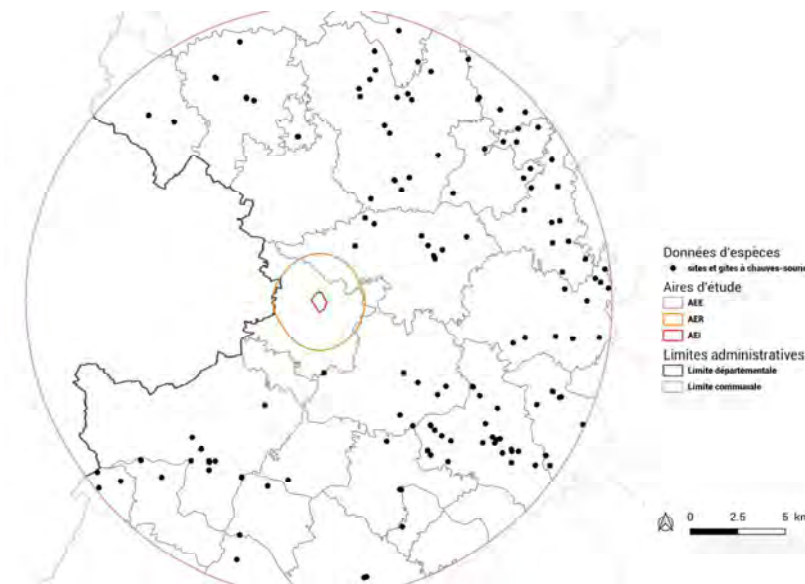 Données d'espèces
sites et gîtes à chauves-souris
Aires d'étude
AEE
AER
AEI
Limites administratives
Limite départementale
Limite communale
0 2.5 5 km